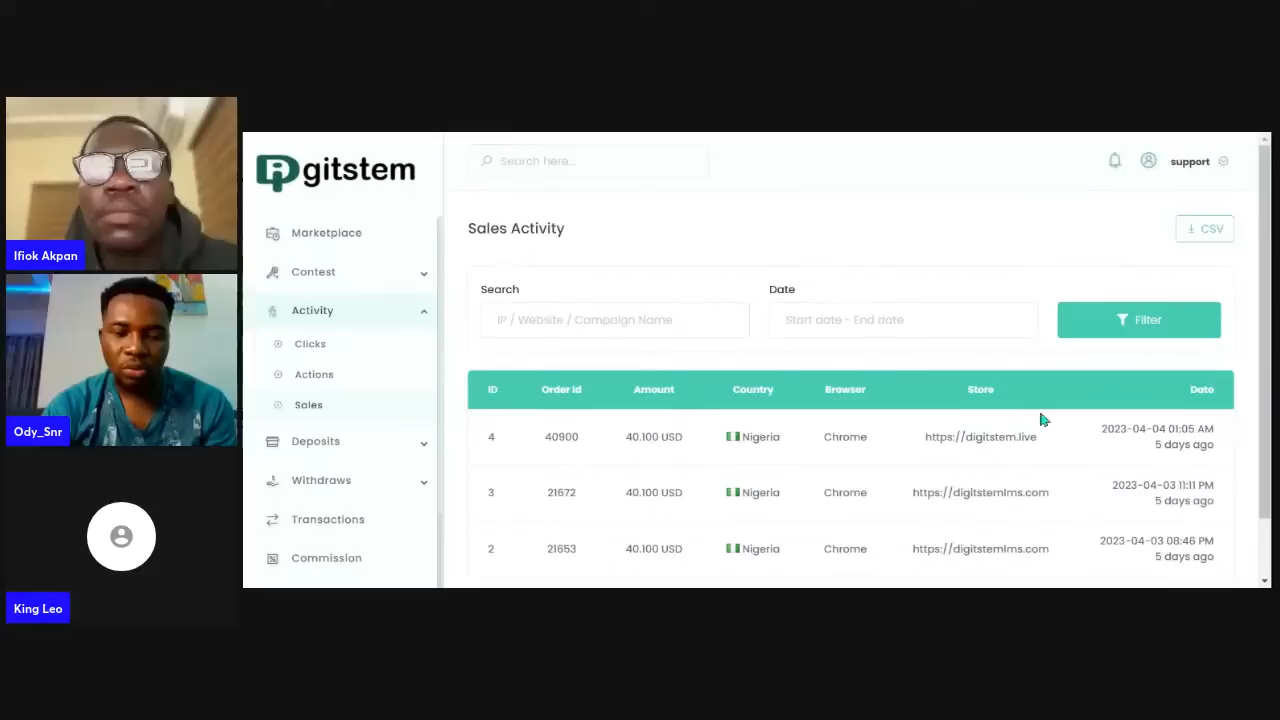 Ifiok Akpan
Ody_Snr
King Leo
Digitstem
Marketplace
Contest
Activity
Clicks
Actions
Sales
Deposits
Withdraws
Transactions
Commission
Search here...
support
Sales Activity
CSV
Search
Date
IP / Website / Campaign Name
Start date - End date
Filter
ID Order Id Amount Country Browser Store Date
4 40900 40.100 USD Nigeria Chrome https://digitstem.live 2023-04-04 01:05 AM
5 days ago
3 21672 40.100 USD Nigeria Chrome https://digitstemlms.com 2023-04-03 11:11 PM
5 days ago
2 21653 40.100 USD Nigeria Chrome https://digitstemlms.com 2023-04-03 08:46 PM
5 days ago